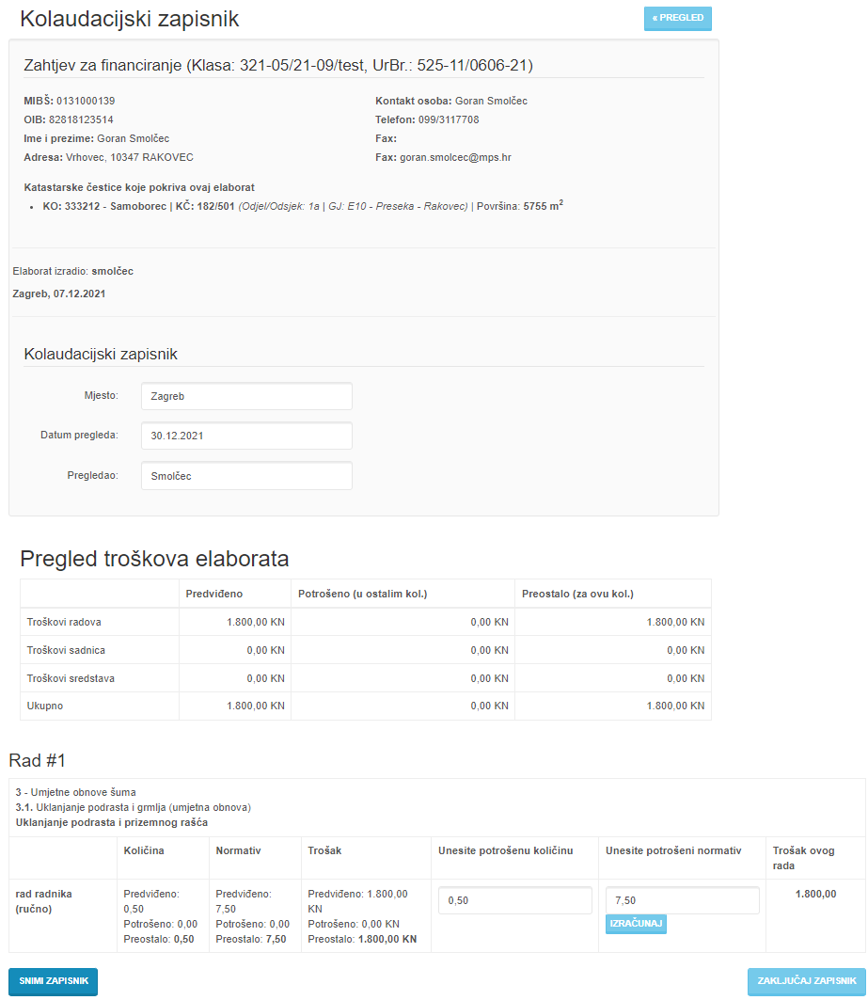 Kolaudacijski zapisnik
« PREGLED
Zahtjev za financiranje (Klasa: 321-05/21-09/test, UrBr.: 525-11/0606-21)
MIBŠ: 0131000139
OIB: 82818123514
Ime i prezime: Goran Smolčec
Adresa: Vrhovec, 10347 RAKOVEC
Kontakt osoba: Goran Smolčec
Telefon: 099/3117708
Fax:
Fax: goran.smolcec@mps.hr
Katastarske čestice koje pokriva ovaj elaborat
• KO: 333212 - Samoborec | KČ: 182/501 (Odjel/Odsjek: 1a | GJ: E10 - Preseka - Rakovec) | Površina: 5755 m²
Elaborat izradio: smolčec
Zagreb, 07.12.2021
Kolaudacijski zapisnik
Mjesto: Zagreb
Datum pregleda: 30.12.2021
Pregledao: Smolčec
Pregled troškova elaborata
Predviđeno Potrošeno (u ostalim kol.) Preostalo (za ovu kol.)
Troškovi radova 1.800,00 KN 0,00 KN 1.800,00 KN
Troškovi sadnica 0,00 KN 0,00 KN 0,00 KN
Troškovi sredstava 0,00 KN 0,00 KN 0,00 KN
Ukupno 1.800,00 KN 0,00 KN 1.800,00 KN
Rad #1
3 - Umjetne obnove šuma
3.1. Uklanjanje podrasta i grmlja (umjetna obnova)
Uklanjanje podrasta i prizemnog rašća
Količina
Normativ
Trošak
Unesite potrošenu količinu
Unesite potrošeni normativ
Trošak ovog
rada
rad radnika
(ručno)
Predviđeno:
0,50
Potrošeno: 0,00
Preostalo: 0,50
Predviđeno:
7,50
Potrošeno: 0,00
Preostalo: 7,50
Predviđeno: 1.800,00
KN
Potrošeno: 0,00 KN
Preostalo: 1.800,00 KN
0,50
7,50
IZRAČUNAJ
1.800,00
SNIMI ZAPISNIK
ZAKLJUČAJ ZAPISNIK